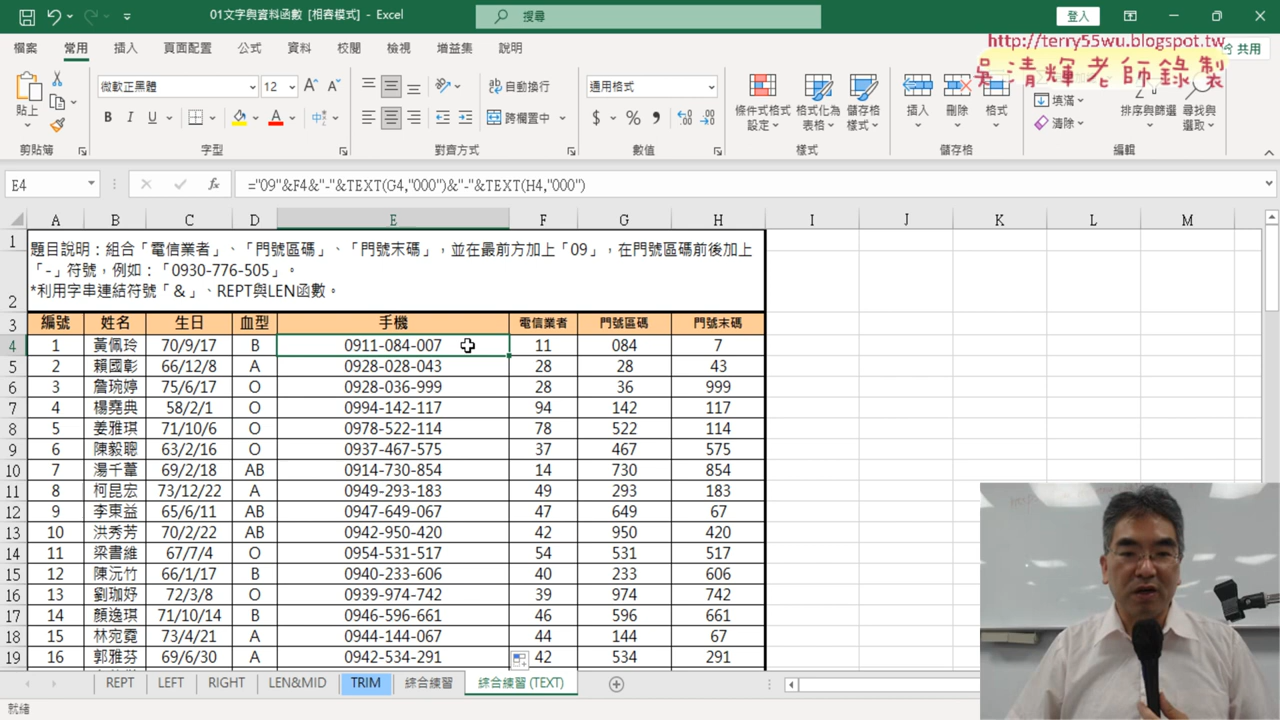 01文字與資料函數 [相容模式] - Excel
搜尋
登入
http://terry55wu.blogspot.tw
吳清輝老師錄製
檔案 常用 插入 頁面配置 公式 資料 校閱 檢視 增益集 說明
共用
貼上
微軟正黑體 12
自動換行
跨欄置中
通用格式
條件式格式設定
格式化為表格
儲存格樣式
插入 刪除 格式
填滿
清除
排序與篩選
尋找與選取
剪貼簿 字型 對齊方式 數值 樣式 儲存格 編輯
E4
="09"&F4&"-"&TEXT(G4,"000")&"-"&TEXT(H4,"000")
A B C D E F G H I J K L M
1 題目說明：組合「電信業者」、「門號區碼」、「門號末碼」，並在最前方加上「09」，在門號區碼前後加上
「-」符號，例如：「0930-776-505」。
2 *利用字串連結符號「&」、REPT與LEN函數。
3 編號 姓名 生日 血型 手機 電信業者 門號區碼 門號末碼
4 1 黃佩玲 70/9/17 B 0911-084-007 11 084 7
5 2 賴國彰 66/12/8 A 0928-028-043 28 28 43
6 3 詹琬婷 75/6/17 O 0928-036-999 28 36 999
7 4 楊堯典 58/2/1 O 0994-142-117 94 142 117
8 5 姜雅琪 71/10/6 O 0978-522-114 78 522 114
9 6 陳毅聰 63/2/16 O 0937-467-575 37 467 575
10 7 湯千薑 69/2/18 AB 0914-730-854 14 730 854
11 8 柯昆宏 73/12/22 A 0949-293-183 49 293 183
12 9 李東益 65/6/11 AB 0947-649-067 47 649 67
13 10 洪秀芳 70/2/22 AB 0942-950-420 42 950 420
14 11 梁書維 67/7/4 O 0954-531-517 54 531 517
15 12 陳沅竹 66/1/17 B 0940-233-606 40 233 606
16 13 劉珈妤 72/3/8 O 0939-974-742 39 974 742
17 14 顏逸琪 71/10/14 B 0946-596-661 46 596 661
18 15 林宛霓 73/4/21 A 0944-144-067 44 144 67
19 16 郭雅芬 69/6/30 A 0942-534-291 42 534 291
REPT LEFT RIGHT LEN&MID TRIM 綜合練習 綜合練習 (TEXT)
就緒